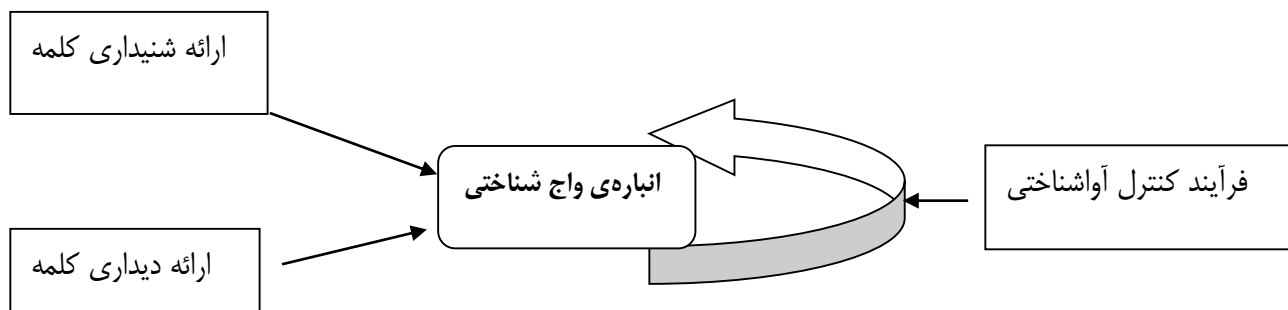 ارائه شنیداری کلمه
انباره‌ی واج شناختی
فرآیند کنترل آواشناختی
ارائه دیداری کلمه